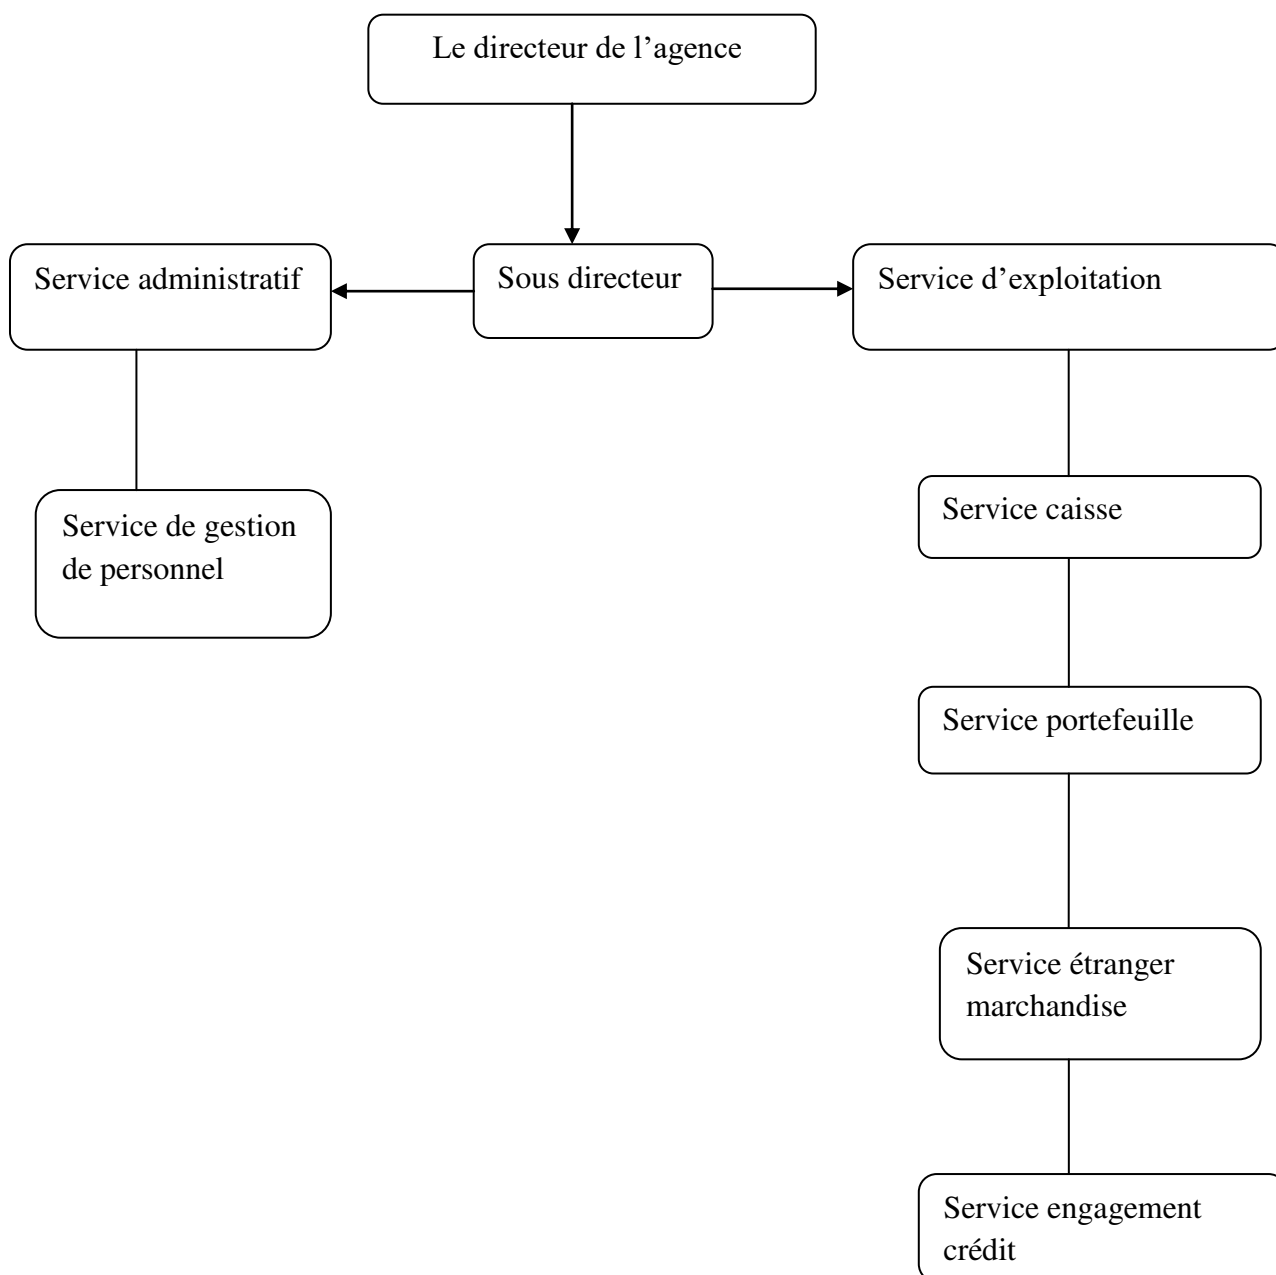 Le directeur de l’agence
Service administratif
Sous directeur
Service d’exploitation
Service de gestion
de personnel
Service caisse
Service portefeuille
Service étranger
marchandise
Service engagement
crédit